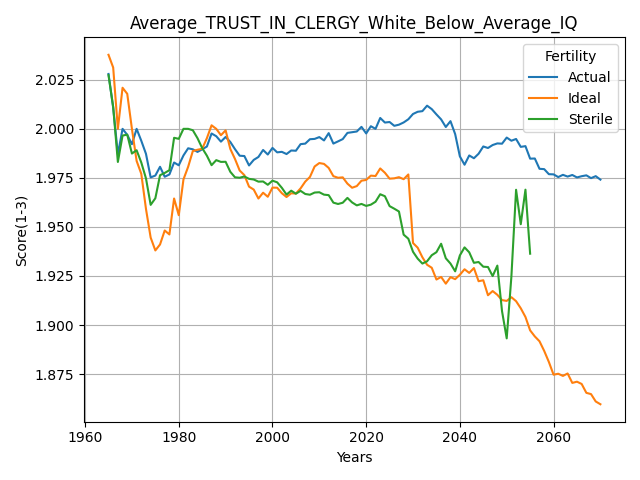 Average_TRUST_IN_CLERGY_White_Below_Average_IQ
Fertility
Actual
Ideal
Sterile
Score(1-3)
2.025
2.000
1.975
1.950
1.925
1.900
1.875
1960 1980 2000 2020 2040 2060
Years